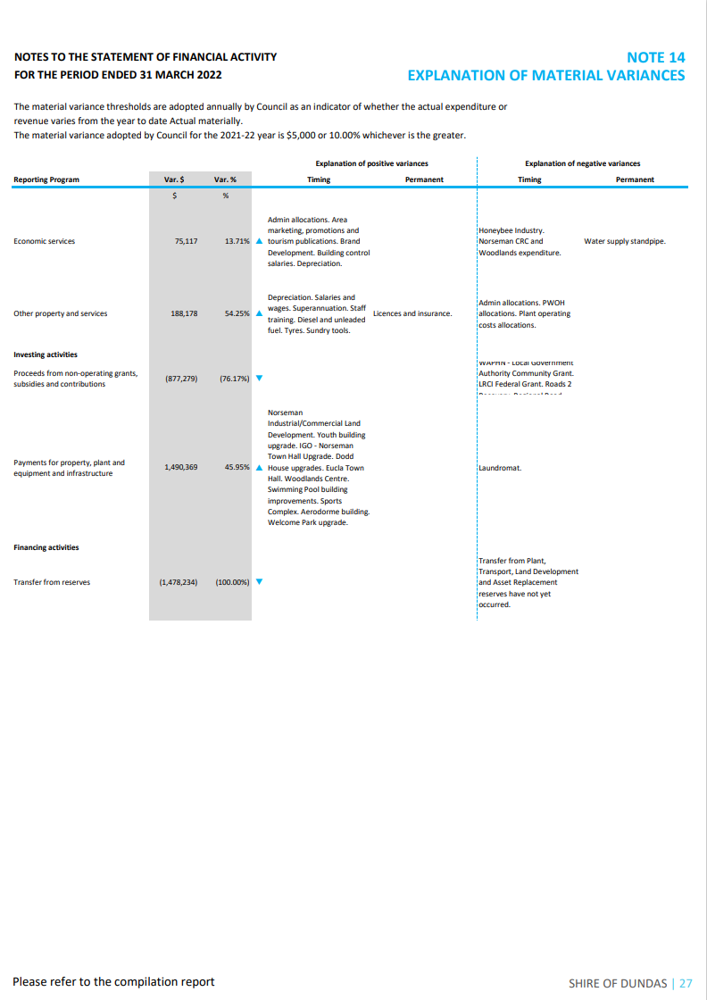 NOTES TO THE STATEMENT OF FINANCIAL ACTIVITY
FOR THE PERIOD ENDED 31 MARCH 2022
NOTE 14
EXPLANATION OF MATERIAL VARIANCES
The material variance thresholds are adopted annually by Council as an indicator of whether the actual expenditure or
revenue varies from the year to date Actual materially.
The material variance adopted by Council for the 2021-22 year is $5,000 or 10.00% whichever is the greater.
Explanation of positive variances Explanation of negative variances
Reporting Program Var. $ Var. % Timing Permanent Timing Permanent
$ %
Economic services 75,117 13.71% ▲
Admin allocations. Area
marketing, promotions and
tourism publications. Brand
Development. Building control
salaries. Depreciation.
Honeybee Industry.
Norseman CRC and
Woodlands expenditure.
Water supply standpipe.
Other property and services 188,178 54.25% ▲
Depreciation. Salaries and
wages. Superannuation. Staff
training. Diesel and unleaded
fuel. Tyres. Sundry tools.
Licences and insurance.
Admin allocations. PWOH
allocations. Plant operating
costs allocations.
Investing activities
Proceeds from non-operating grants,
subsidies and contributions
(877,279) (76.17%) ▼
WAPHN - Local Government
Authority Community Grant.
LRCI Federal Grant. Roads 2
Payments for property, plant and
equipment and infrastructure
1,490,369 45.95% ▲
Norseman
Industrial/Commercial Land
Development. Youth building
upgrade. IGO - Norseman
Town Hall Upgrade. Dodd
House upgrades. Eucla Town
Hall. Woodlands Centre.
Swimming Pool building
improvements. Sports
Complex. Aerodorme building.
Welcome Park upgrade.
Laundromat.
Financing activities
Transfer from reserves (1,478,234) (100.00%) ▼
Transfer from Plant,
Transport, Land Development
and Asset Replacement
reserves have not yet
occurred.
Please refer to the compilation report
SHIRE OF DUNDAS | 27